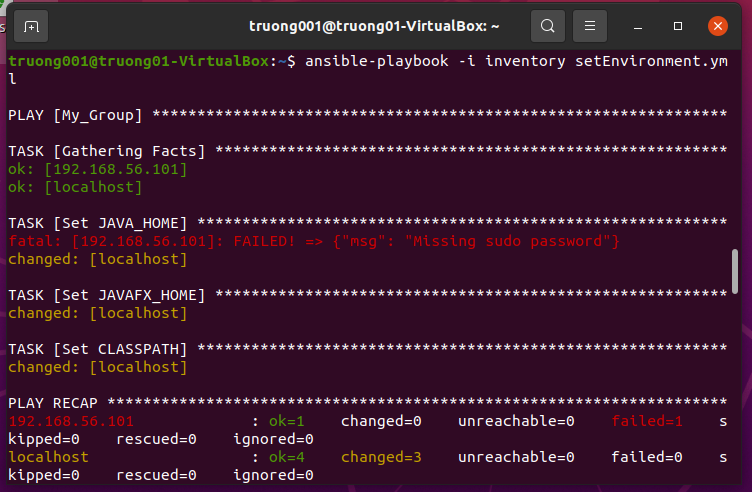 truong001@truong01-VirtualBox: ~
truong001@truong01-VirtualBox:~$ ansible-playbook -i inventory setEnvironment.ym
l
PLAY [My_Group] ****************************************************************
TASK [Gathering Facts] *********************************************************
ok: [192.168.56.101]
ok: [localhost]
TASK [Set JAVA_HOME] ***********************************************************
fatal: [192.168.56.101]: FAILED! => {"msg": "Missing sudo password"}
changed: [localhost]
TASK [Set JAVAFX_HOME] *********************************************************
changed: [localhost]
TASK [Set CLASSPATH] ***********************************************************
changed: [localhost]
PLAY RECAP *********************************************************************
192.168.56.101             : ok=1    changed=0    unreachable=0    failed=1    s
kipped=0    rescued=0    ignored=0
localhost                  : ok=4    changed=3    unreachable=0    failed=0    s
kipped=0    rescued=0    ignored=0